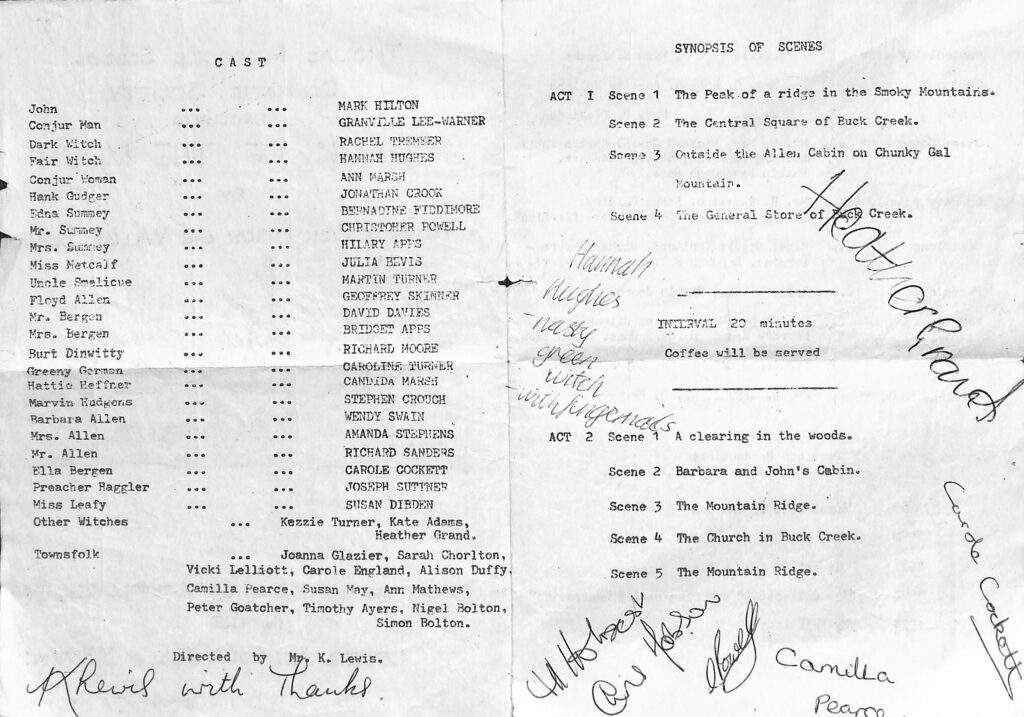 CAST
John ... ... MARK HILTON
Conjur Man ... ... GRANVILLE LEE-WARNER
Dark Witch ... ... RACHEL TREMEER
Fair Witch ... ... HANNAH HUGHES
Conjur Woman ... ... ANN MARSH
Hank Gudger ... ... JONATHAN CROOK
Edna Summey ... ... BERNADINE FIDDIMORE
Mr. Summey ... ... CHRISTOHER POWELL
Mrs. Summey ... ... HILARY APPS
Miss Metcalf ... ... JULIA BEVIS
Uncle Smelicue ... ... MARTIN TURNER
Floyd Allen ... ... GEOFFREY SKINNER
Mr. Bergen ... ... DAVID DAVIES
Mrs. Bergen ... ... BRIDGET APPS
Burt Dinwitty ... ... RICHARD MOORE
Greeny Gorman ... ... CAROLINE TURNER
Hattie Heffner ... ... CANDIDA MARSH
Marvin Hudgens ... ... STEPHEN CROUCH
Barbara Allen ... ... WENDY SWAIN
Mrs. Allen ... ... AMANDA STEPHENS
Mr. Allen ... ... RICHARD SANDERS
Ella Bergen ... ... CAROLE COCKETT
Preacher Haggler ... ... JOSEPH SUTTNER
Miss Leafy ... ... SUSAN DIBDEN
Other Witches ... Kezzie Turner, Kate Adams,
Heather Grand.
Townsfolk ... Joanna Glazier, Sarah Chorlton,
Vicki Lelliott, Carole England, Alison Duffy,
Camilla Pearce, Susan May, Ann Mathews,
Peter Goatcher, Timothy Ayers, Nigel Bolton,
Simon Bolton.
Directed by Mr. K. Lewis.
K Lewis with Thanks.
SYNOPSIS OF SCENES
ACT I Scene 1 The Peak of a ridge in the Smoky Mountains.
Scene 2 The Central Square of Buck Creek.
Scene 3 Outside the Allen Cabin on Chunky Gal
Mountain.
Scene 4 The General Store of Buck Creek.
Heather Grand
Hannah
Hughes
-nasty
green
witch
-with fingernails
INTERVAL 20 minutes
Coffee will be served
ACT 2 Scene 1 A clearing in the woods.
Scene 2 Barbara and John's Cabin.
Scene 3 The Mountain Ridge.
Scene 4 The Church in Buck Creek.
Scene 5 The Mountain Ridge.
Carole Cockett
Powell
Camilla
Pearce